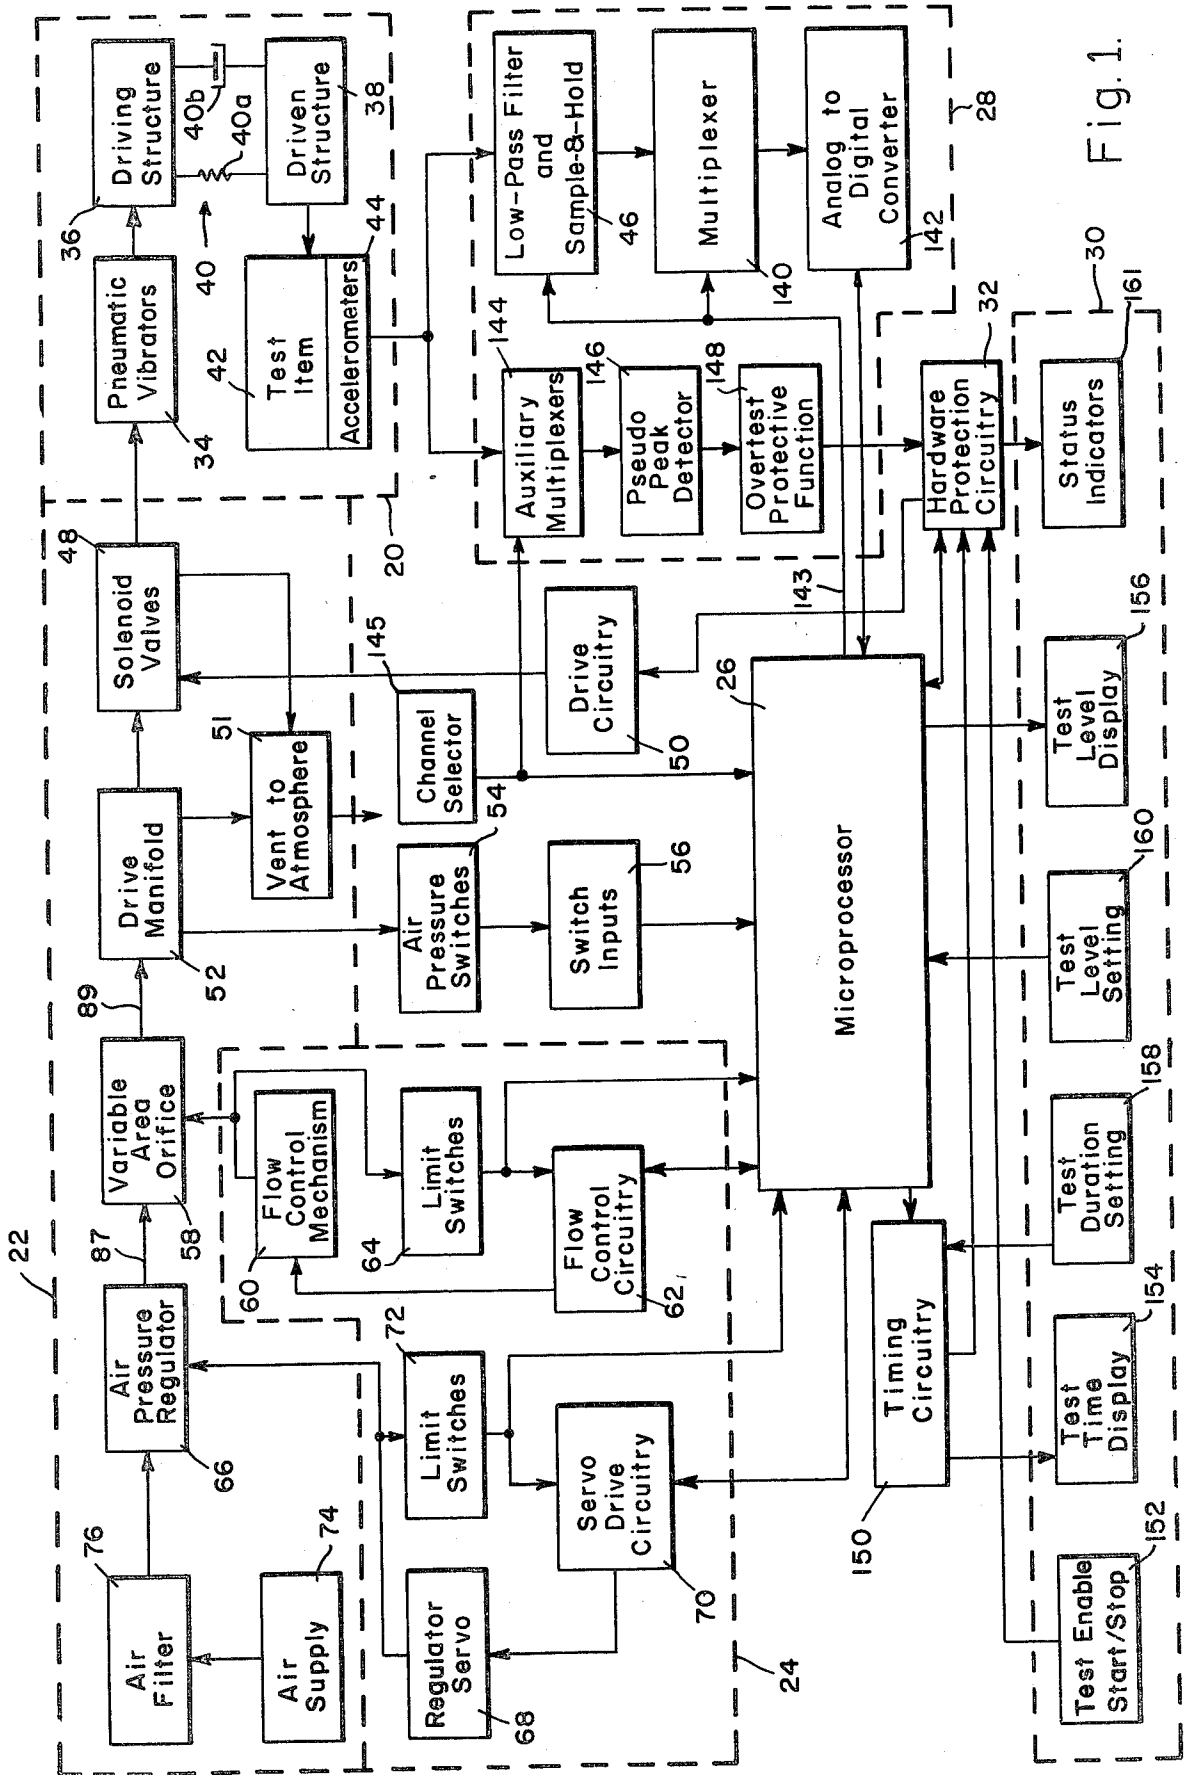 22
76
Air
Filter
74
Air
Supply
66
Air
Pressure
Regulator
87
58
Variable
Area
Orifice
89
52
Drive
Manifold
51
Vent to
Atmosphere
48
Solenoid
Valves
20
34
Pneumatic
Vibrators
36
Driving
Structure
40
40a
40b
Driven
Structure
38
42
Test
Item
Accelerometers
44
68
Regulator
Servo
72
Limit
Switches
Servo
Drive
Circuitry
70
24
60
Flow
Control
Mechanism
64
Limit
Switches
Flow
Control
Circuitry
62
54
Air
Pressure
Switches
56
Switch
Inputs
145
Channel
Selector
Drive
Circuitry
50
26
Microprocessor
143
144
Auxiliary
Multiplexers
146
Pseudo
Peak
Detector
148
Overtest
Protective
Function
Low-Pass Filter
and
Sample-&-Hold
46
Multiplexer
140
Analog to
Digital
Converter
142
28
32
Hardware
Protection
Circuitry
150
Timing
Circuitry
30
152
Test Enable
Start/Stop
154
Test
Time
Display
158
Test
Duration
Setting
160
Test
Level
Setting
156
Test
Level
Display
161
Status
Indicators
Fig. 1.